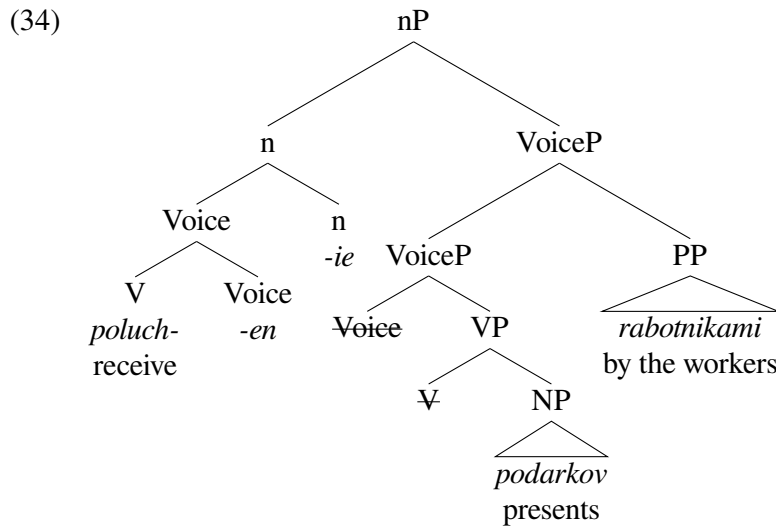 (34) nP
n VoiceP
Voice n VoiceP PP
-ie
V Voice Voice VP rabotnikami
poluch- -en by the workers
receive V NP
podarkov
presents